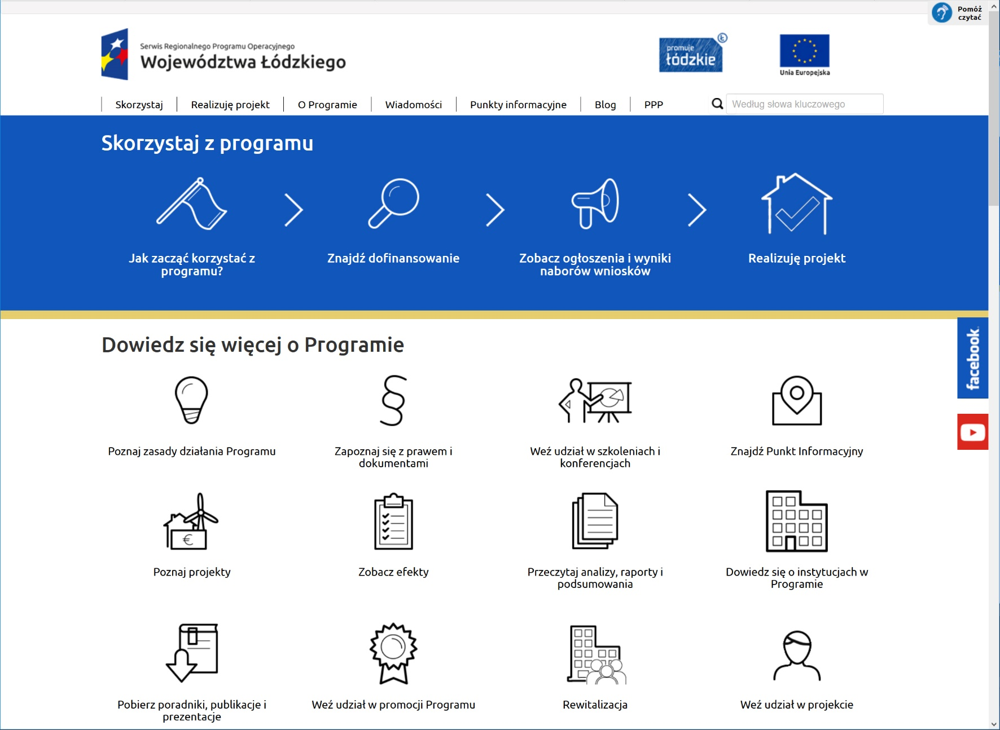 Pomóż
czytać
Serwis Regionalnego Programu Operacyjnego
Województwa Łódzkiego
promuje
łódzkie
Unia Europejska
Skorzystaj
Realizuję projekt
O Programie
Wiadomości
Punkty informacyjne
Blog
PPP
Według słowa kluczowego
Skorzystaj z programu
Jak zacząć korzystać z
programu?
Znajdź dofinansowanie
Zobacz ogłoszenia i wyniki
naborów wniosków
Realizuję projekt
Dowiedz się więcej o Programie
facebook
Poznaj zasady działania Programu
Zapoznaj się z prawem i
dokumentami
Weź udział w szkoleniach i
konferencjach
Znajdź Punkt Informacyjny
€
Poznaj projekty
Zobacz efekty
Przeczytaj analizy, raporty i
podsumowania
Dowiedz się o instytucjach w
Programie
Pobierz poradniki, publikacje i
prezentacje
Weź udział w promocji Programu
Rewitalizacja
Weź udział w projekcie